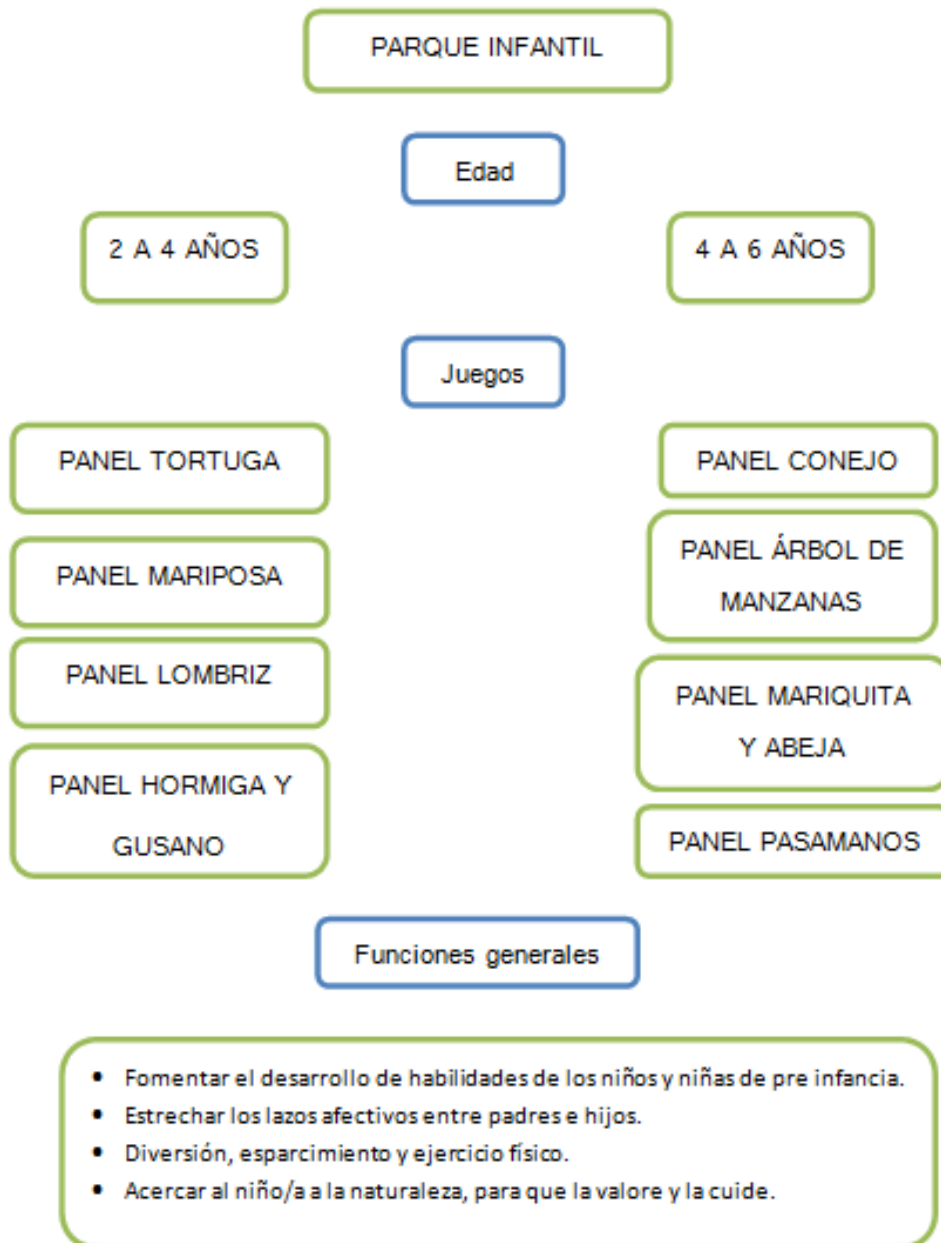 PARQUE INFANTIL
Edad
2 A 4 AÑOS
4 A 6 AÑOS
Juegos
PANEL TORTUGA
PANEL MARIPOSA
PANEL LOMBRIZ
PANEL HORMIGA Y
GUSANO
PANEL CONEJO
PANEL ÁRBOL DE
MANZANAS
PANEL MARIQUITA
Y ABEJA
PANEL PASAMANOS
Funciones generales
• Fomentar el desarrollo de habilidades de los niños y niñas de pre infancia.
• Estrechar los lazos afectivos entre padres e hijos.
• Diversión, esparcimiento y ejercicio físico.
• Acercar al niño/a a la naturaleza, para que la valore y la cuide.